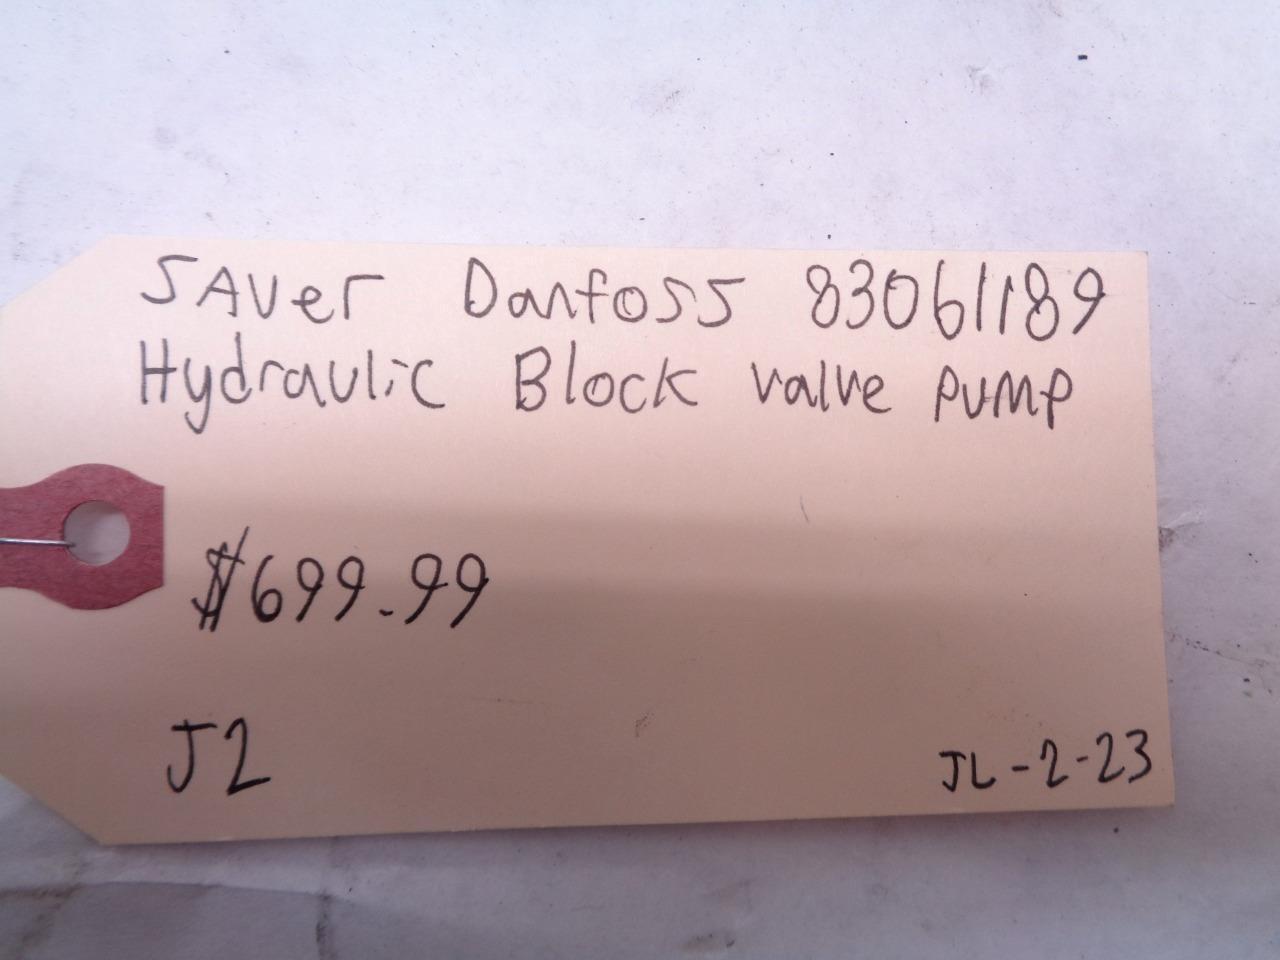 SAVer Danfoss 83061189
Hydraulic Block valve pump
$699.99
J2
JL-2-23